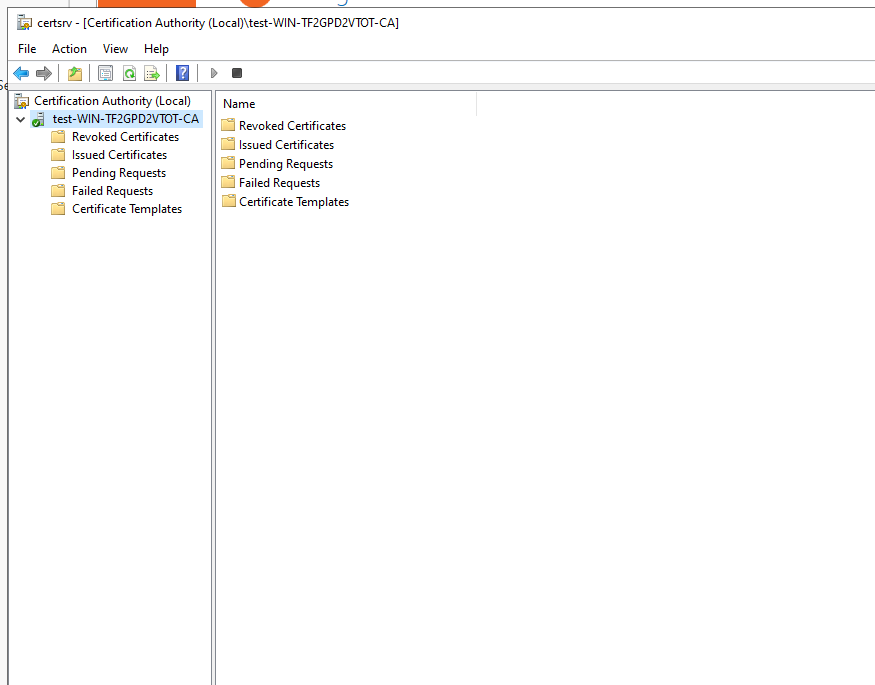 certsrv - [Certification Authority (Local)\test-WIN-TF2GPD2VTOT-CA]
File Action View Help
Certification Authority (Local)
test-WIN-TF2GPD2VTOT-CA
Revoked Certificates
Issued Certificates
Pending Requests
Failed Requests
Certificate Templates
Name
Revoked Certificates
Issued Certificates
Pending Requests
Failed Requests
Certificate Templates